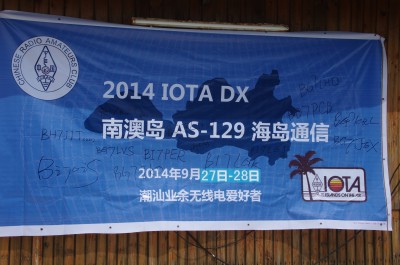 CHINESE RADIO AMATEURS CLUB
2014 IOTA DX
南澳岛 AS-129 海岛通信
BI7LVS BI7PEK
2014年9月27日-28日
潮汕业余无线电爱好者
IOTA
ISLANDS ON THE AIR